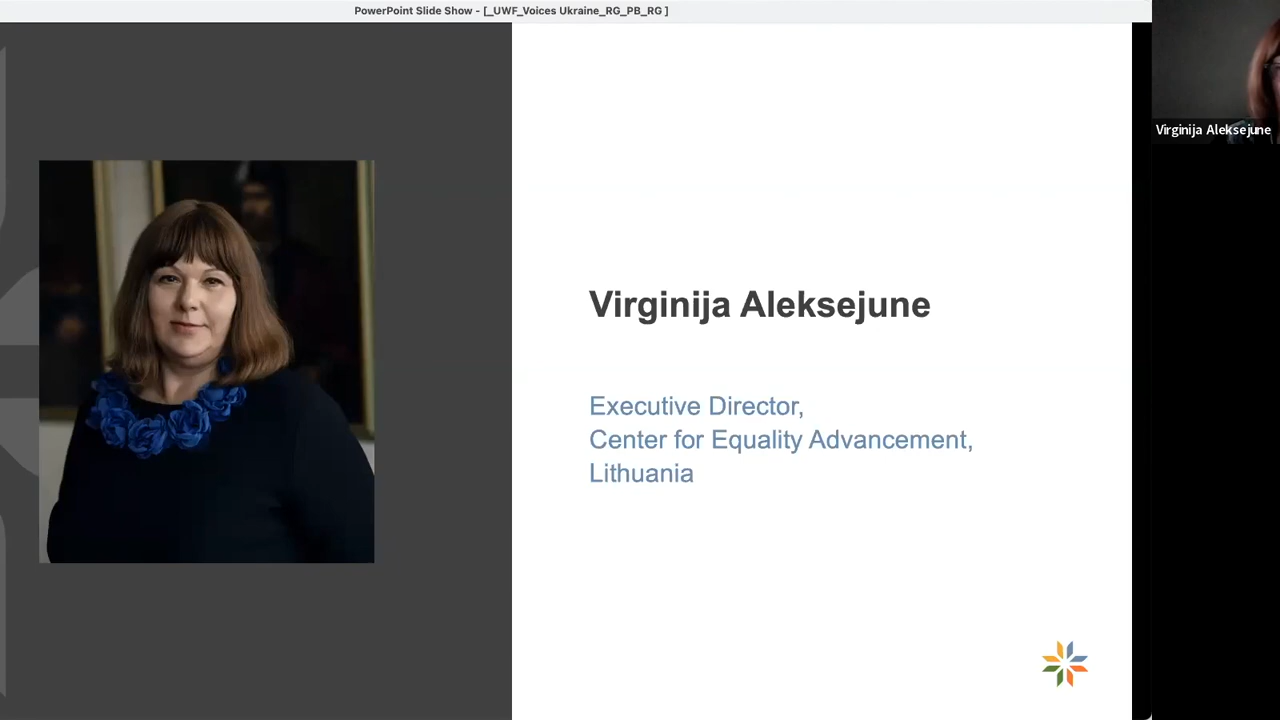 PowerPoint Slide Show - [_UWF_Voices Ukraine_RG_PB_RG ]
Virginija Aleksejune
Virginija Aleksejune
Executive Director,
Center for Equality Advancement,
Lithuania